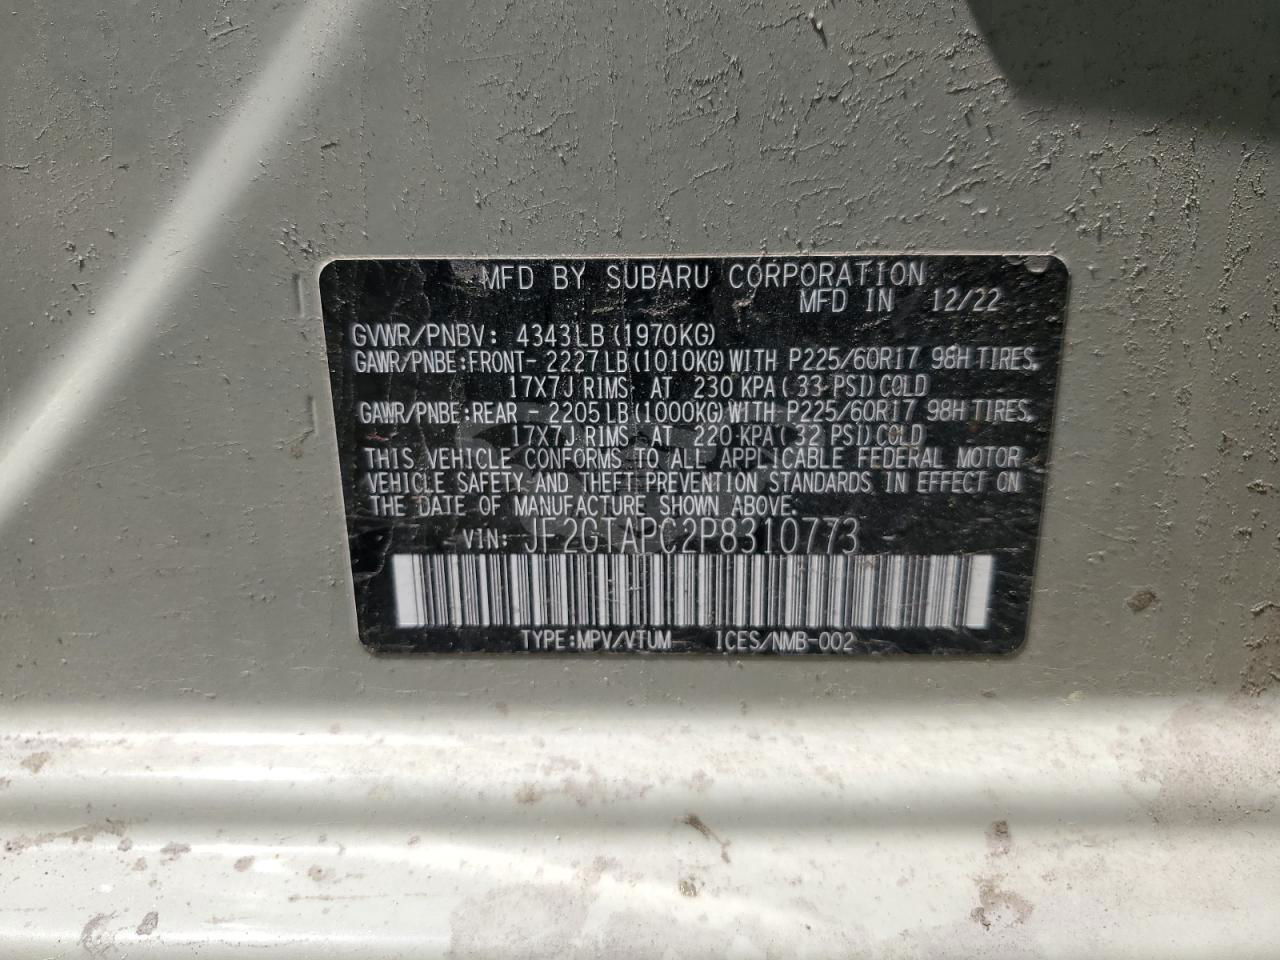 MFD BY SUBARU CORPORATION
MFD IN 12/22
GVWR/PNBV: 4343LB(1970KG)
GAWR/PNBE:FRONT-2227LB(1010KG)WITH P225/60R17 98H TIRES,
17X7J RIMS AT 230 KPA(33 PSI)COLD
GAWR/PNBE:REAR -2205LB(1000KG)WITH P225/60R17 98H TIRES,
17X7J RIMS AT 220 KPA(32 PSI)COLD
THIS VEHICLE CONFORMS TO ALL APPLICABLE FEDERAL MOTOR
VEHICLE SAFETY AND THEFT PREVENTION STANDARDS IN EFFECT ON
THE DATE OF MANUFACTURE SHOWN ABOVE.
VIN: JF2GTAPC2P8310773
TYPE:MPV/VTUM ICES/NMB-002